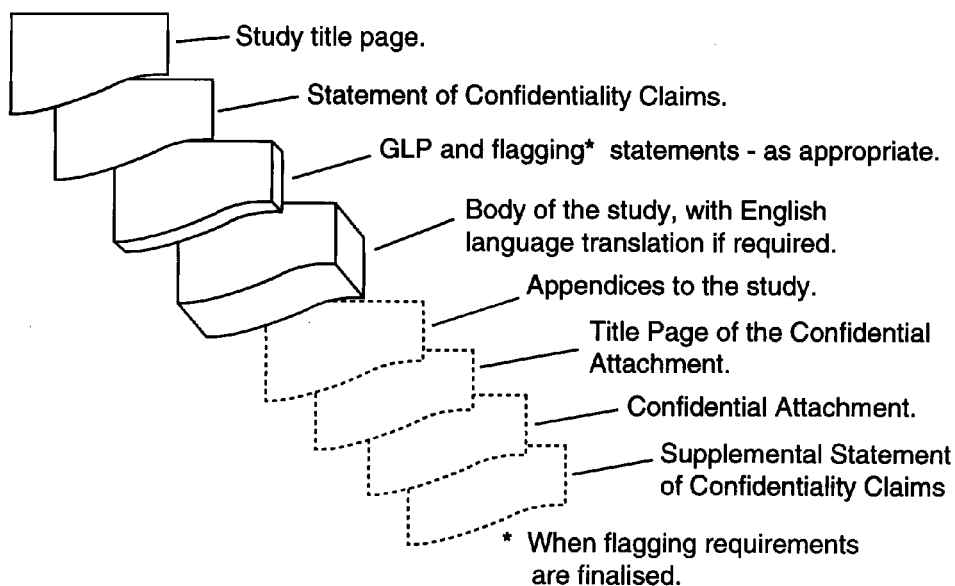 Study title page.
Statement of Confidentiality Claims.
GLP and flagging* statements - as appropriate.
Body of the study, with English
language translation if required.
Appendices to the study.
Title Page of the Confidential
Attachment.
Confidential Attachment.
Supplemental Statement
of Confidentiality Claims
* When flagging requirements
are finalised.